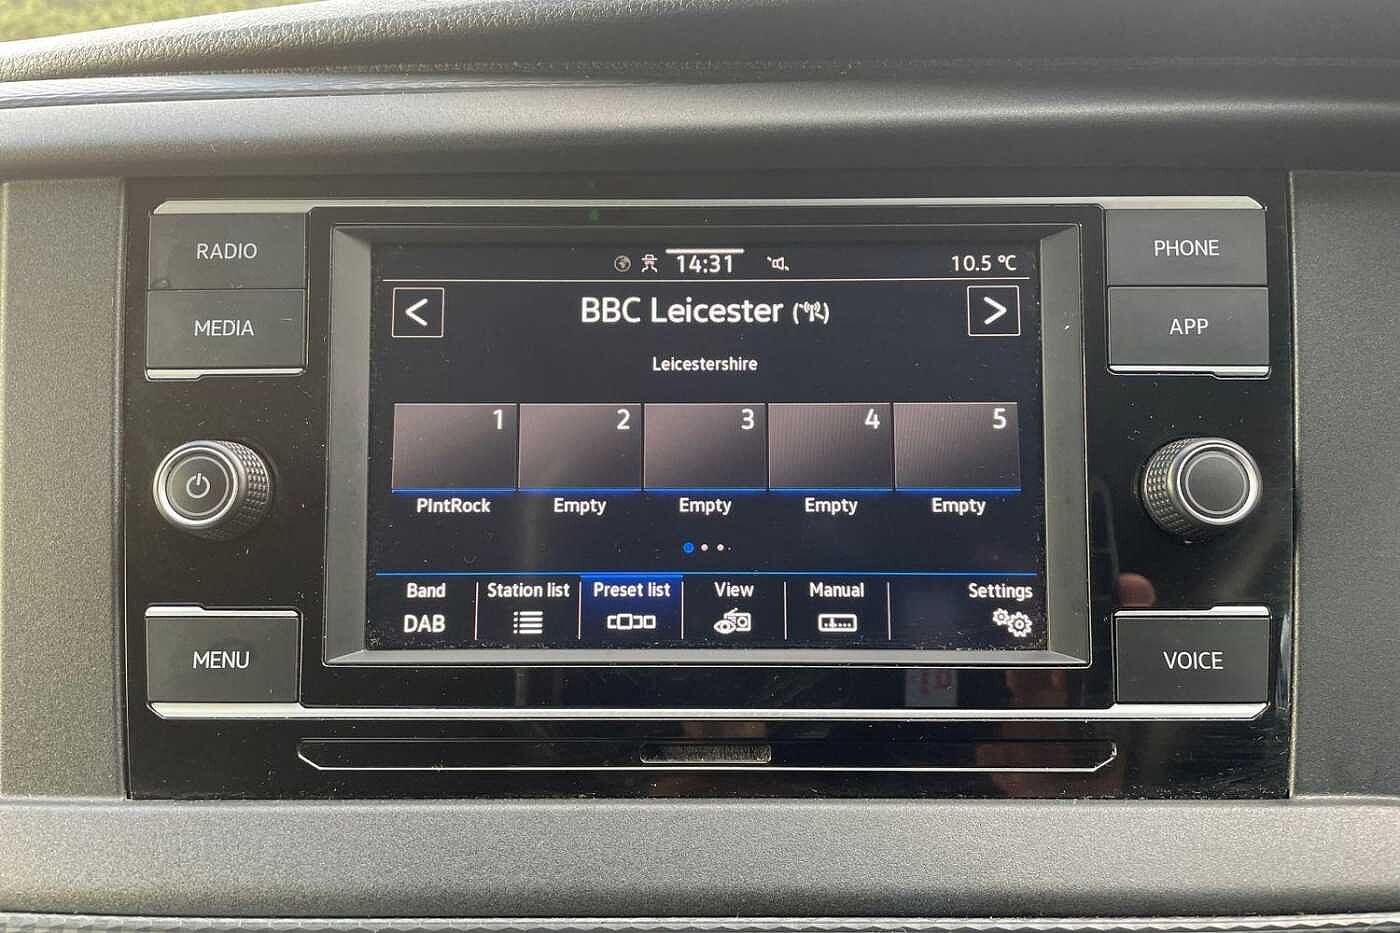 RADIO
MEDIA
MENU
PHONE
APP
VOICE
14:31
10.5 °C
< BBC Leicester >
Leicestershire
1 2 3 4 5
PlntRock Empty Empty Empty Empty
Band Station list Preset list View Manual Settings
DAB